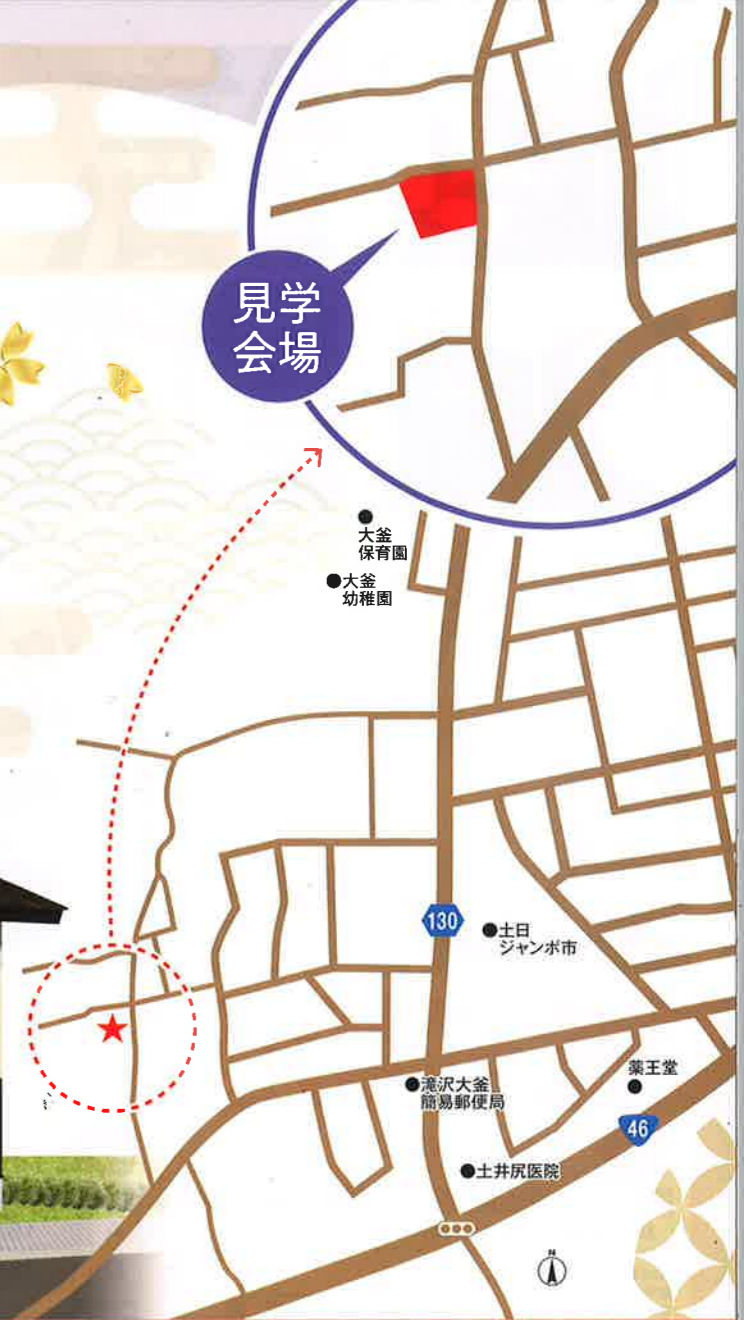 見学
会場
大釜
保育園
大釜
幼稚園
130
土日
ジャンボ市
薬王堂
滝沢大釜
簡易郵便局
46
土井尻医院
N